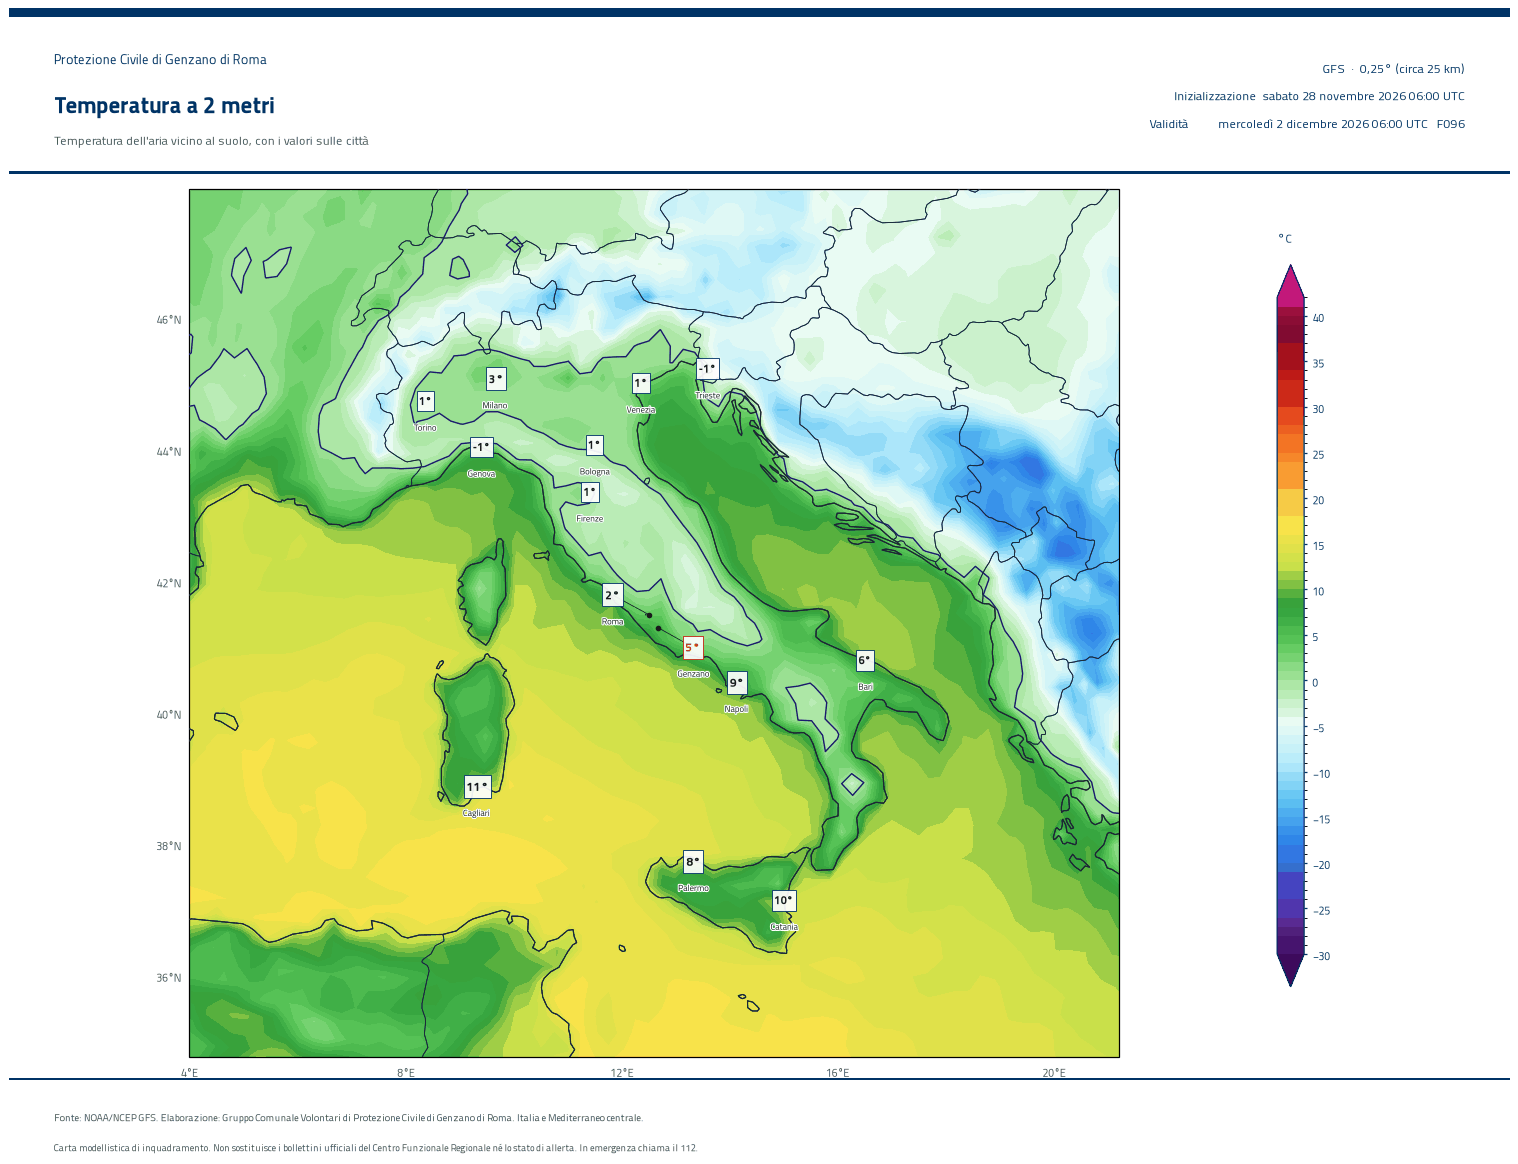 Protezione Civile di Genzano di Roma
Temperatura a 2 metri
Temperatura dell'aria vicino al suolo, con i valori sulle città
GFS · 0,25° (circa 25 km)
Inizializzazione sabato 28 novembre 2026 06:00 UTC
Validità mercoledì 2 dicembre 2026 06:00 UTC F096
°C
40
35
30
25
20
15
10
5
0
−5
−10
−15
−20
−25
−30
46°N
44°N
42°N
40°N
38°N
36°N
4°E
8°E
12°E
16°E
20°E
-1°
Trieste
3°
Milano
1°
Venezia
1°
Torino
-1°
Genova
1°
Bologna
1°
Firenze
2°
Roma
5°
Genzano
6°
Bari
9°
Napoli
11°
Cagliari
8°
Palermo
10°
Catania
Fonte: NOAA/NCEP GFS. Elaborazione: Gruppo Comunale Volontari di Protezione Civile di Genzano di Roma. Italia e Mediterraneo centrale.
Carta modellistica di inquadramento. Non sostituisce i bollettini ufficiali del Centro Funzionale Regionale né lo stato di allerta. In emergenza chiama il 112.